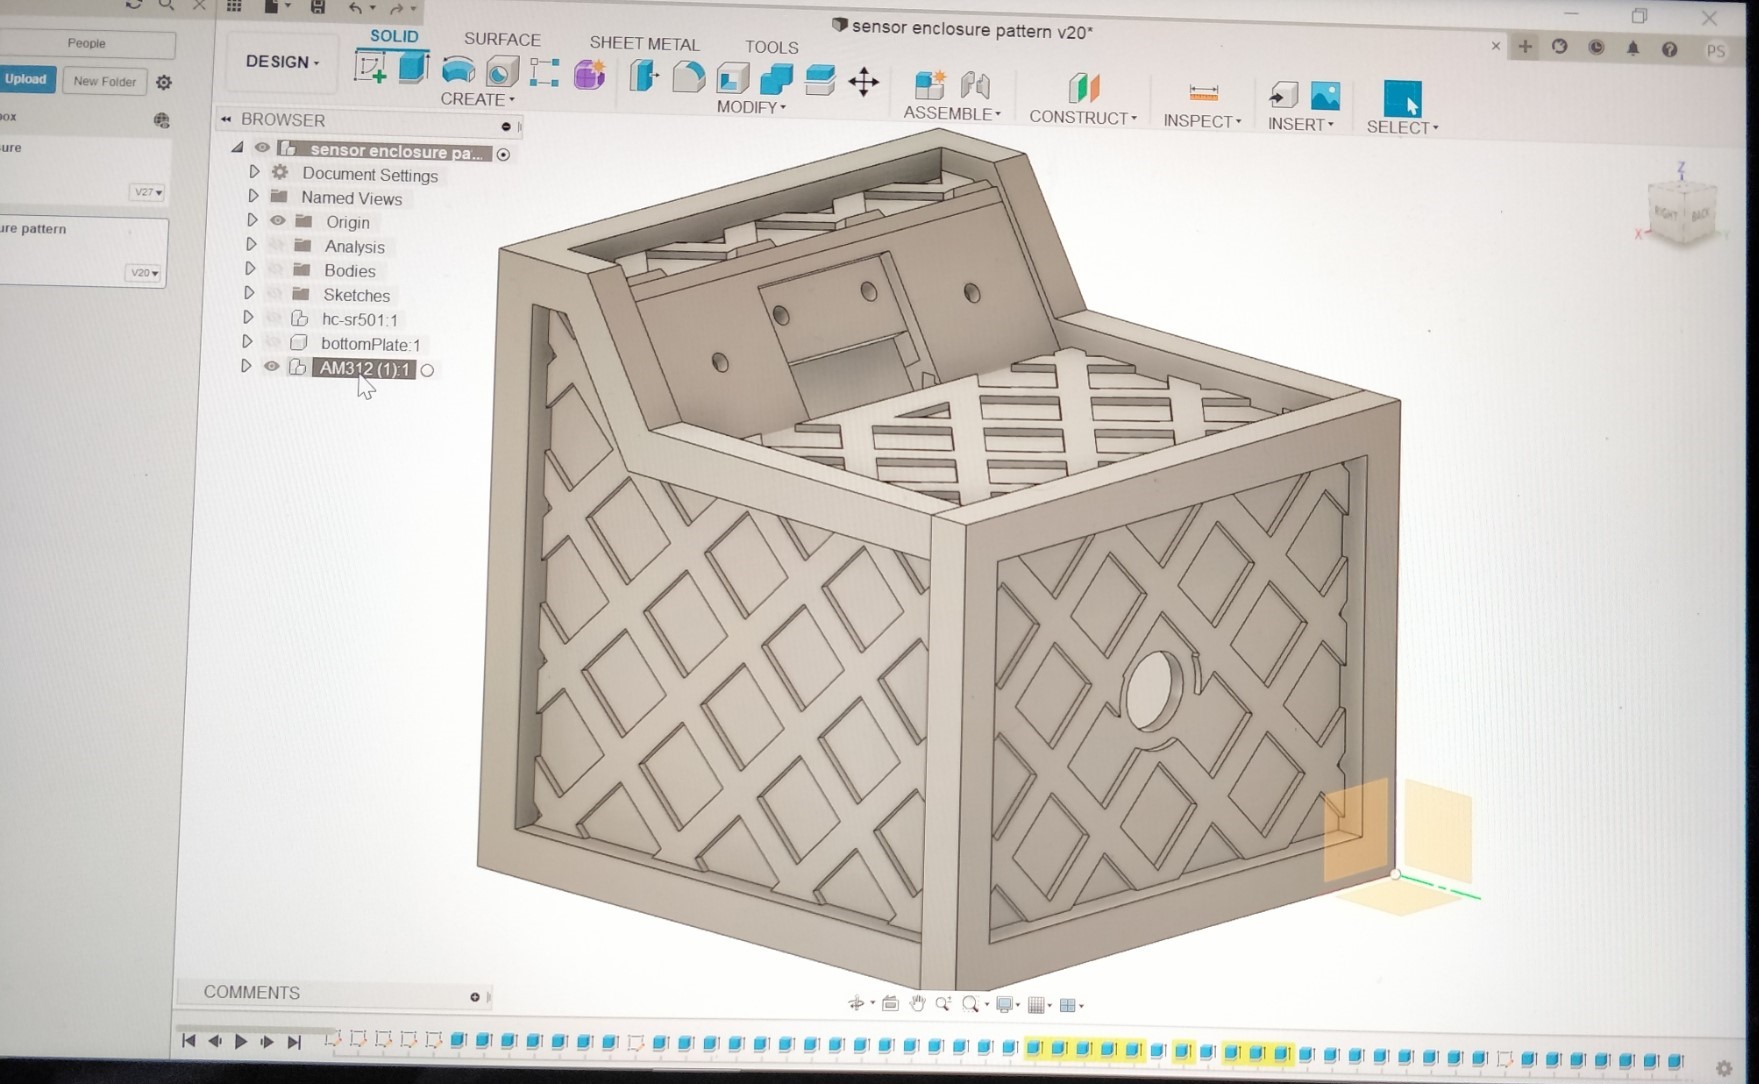 sensor enclosure pattern v20*
People
Upload
New Folder
ox
ure
V27
ure pattern
V20
DESIGN
SOLID
SURFACE
SHEET METAL
TOOLS
CREATE
MODIFY
ASSEMBLE
CONSTRUCT
INSPECT
INSERT
SELECT
PS
BROWSER
sensor enclosure pa...
Document Settings
Named Views
Origin
Analysis
Bodies
Sketches
hc-sr501:1
bottomPlate:1
AM312 (1):1
Z
RIGHT
BACK
X
COMMENTS